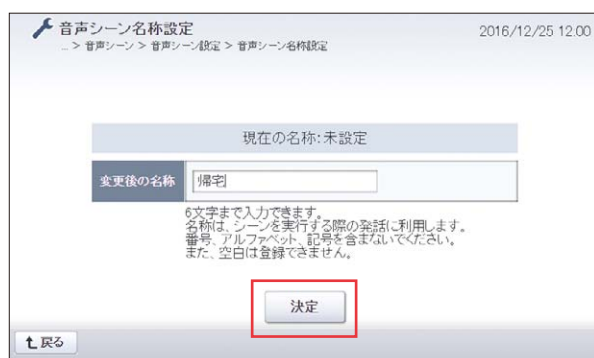 音声シーン名称設定
2016/12/25 12:00
... > 音声シーン > 音声シーン設定 > 音声シーン名称設定
現在の名称:未設定
変更後の名称
帰宅
6文字まで入力できます。
名称は、シーンを実行する際の発話に利用します。
番号、アルファベット、記号を含まないでください。
また、空白は登録できません。
決定
戻る